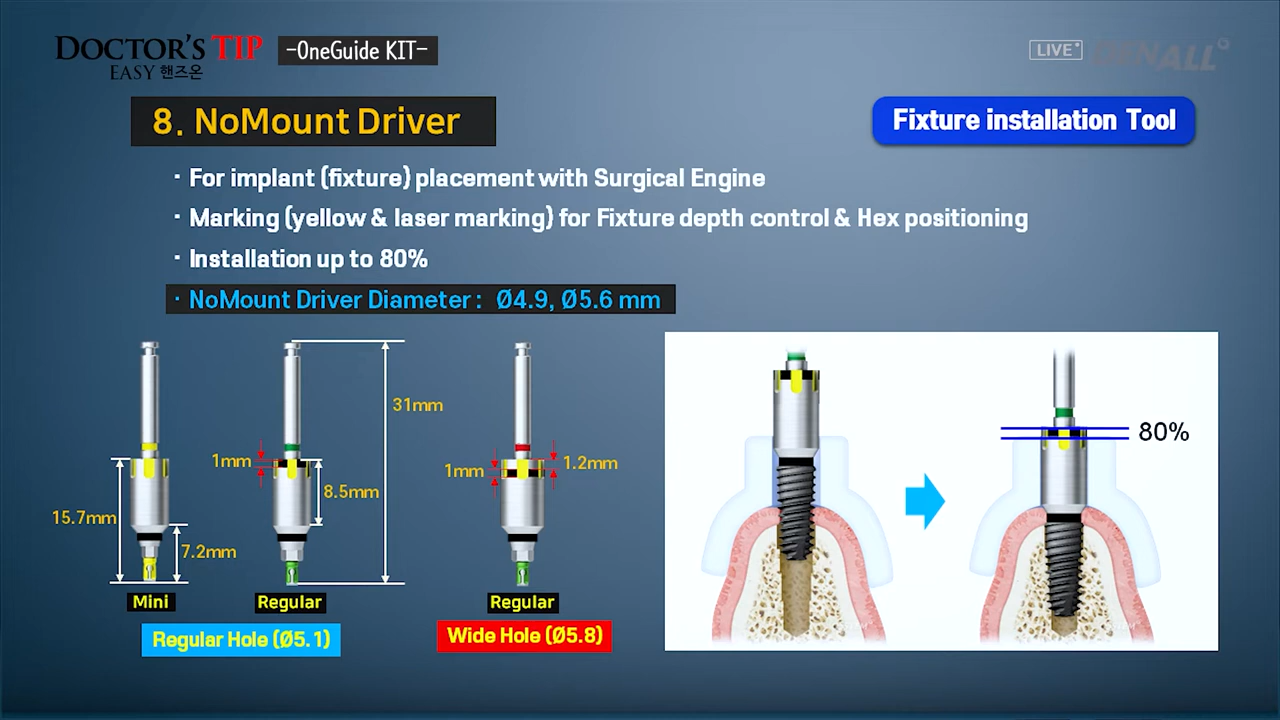 DOCTOR'S TIP -OneGuide KIT-
EASY 핸즈온
LIVE DENALL
8. NoMount Driver
Fixture installation Tool
· For implant (fixture) placement with Surgical Engine
· Marking (yellow & laser marking) for Fixture depth control & Hex positioning
· Installation up to 80%
· NoMount Driver Diameter : Ø4.9, Ø5.6 mm
31mm
1mm
8.5mm
15.7mm
7.2mm
1mm
1.2mm
80%
Mini
Regular
Regular
Regular Hole (Ø5.1)
Wide Hole (Ø5.8)